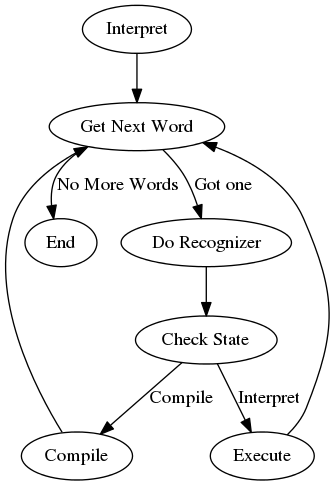 Interpret
Get Next Word
No More Words
Got one
End
Do Recognizer
Check State
Compile
Interpret
Compile
Execute